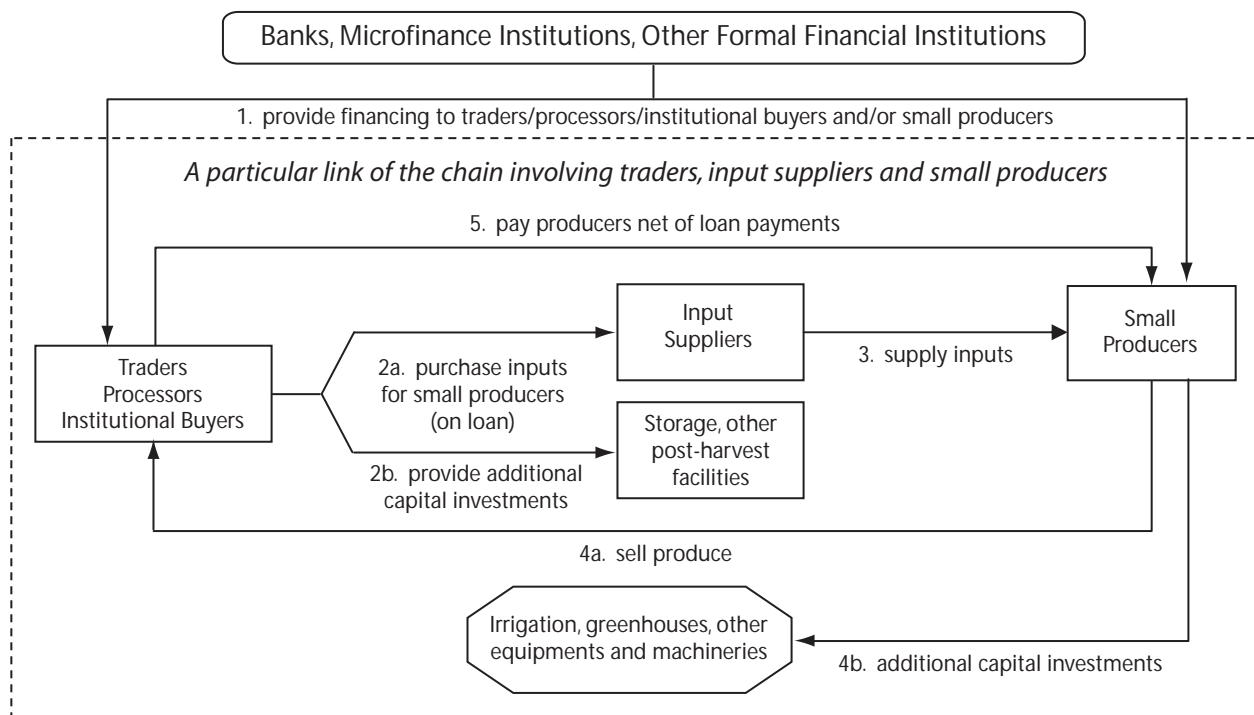 Banks, Microfinance Institutions, Other Formal Financial Institutions
1. provide financing to traders/processors/institutional buyers and/or small producers
A particular link of the chain involving traders, input suppliers and small producers
5. pay producers net of loan payments
Traders
Processors
Institutional Buyers
2a. purchase inputs
for small producers
(on loan)
2b. provide additional
capital investments
Input
Suppliers
3. supply inputs
Small
Producers
Storage, other
post-harvest
facilities
4a. sell produce
Irrigation, greenhouses, other
equipments and machineries
4b. additional capital investments